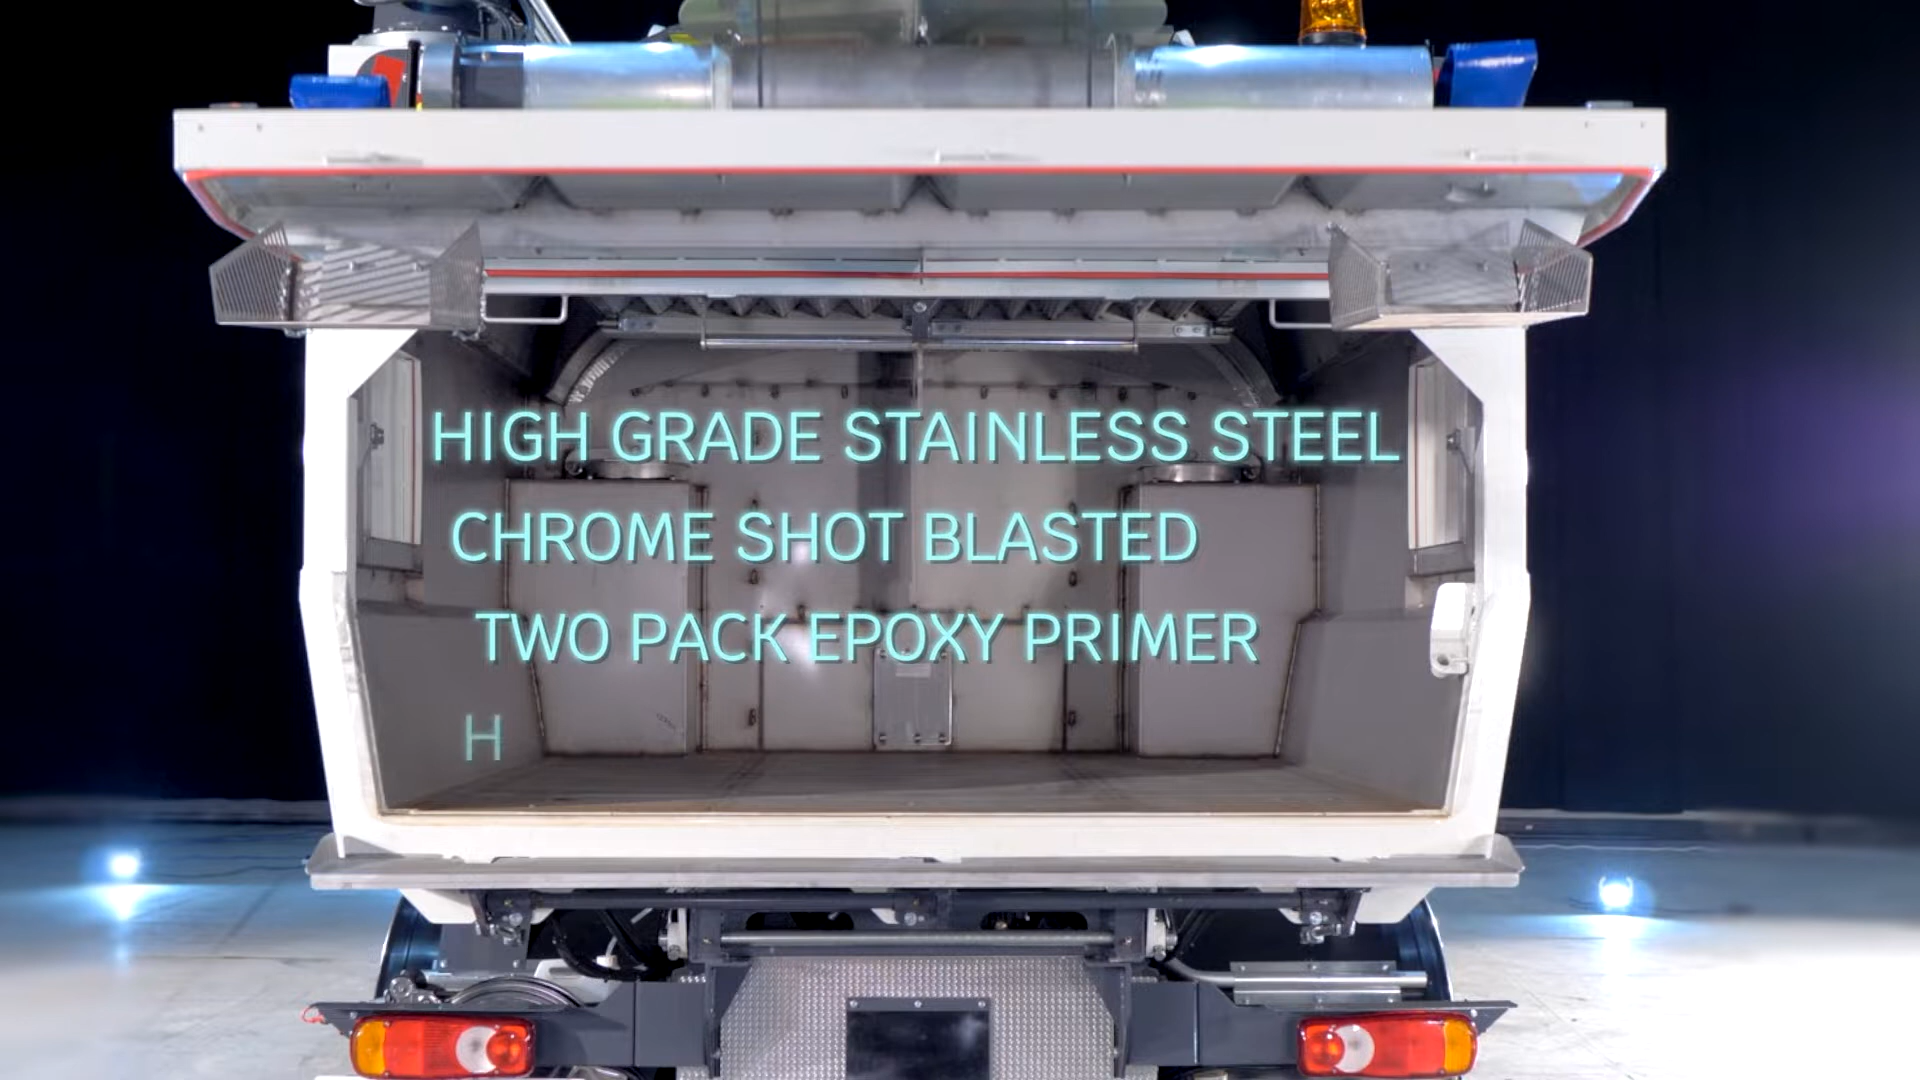 HIGH GRADE STAINLESS STEEL
CHROME SHOT BLASTED
TWO PACK EPOXY PRIMER
H